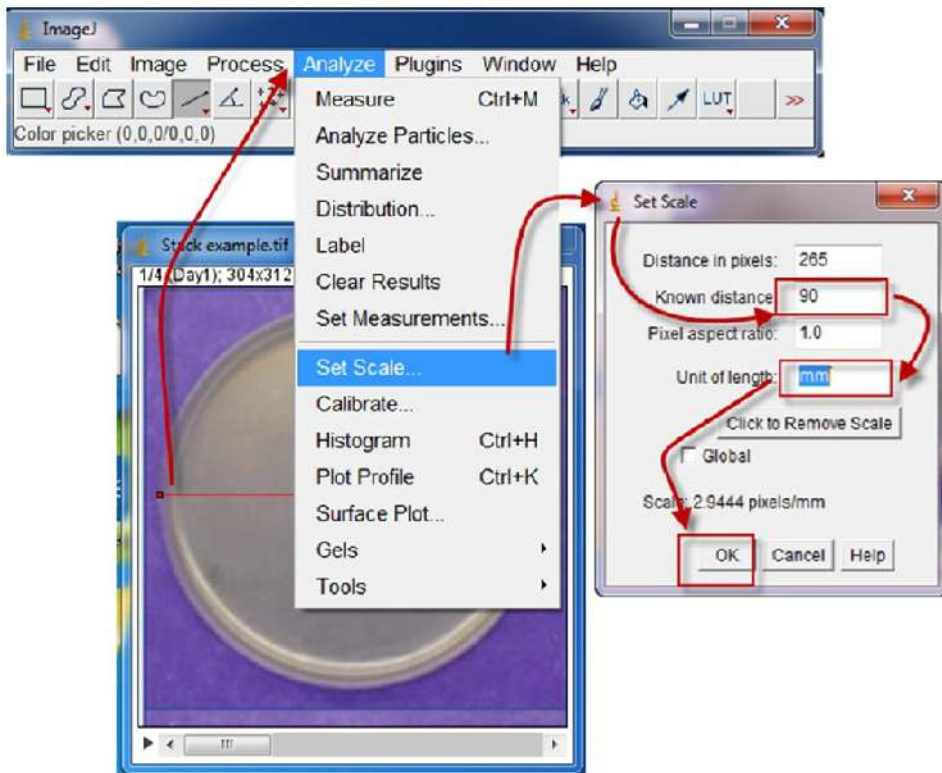 ImageJ
File Edit Image Process Analyze Plugins Window Help
LUT >>
Color picker (0,0,0/0,0,0)
Measure Ctrl+M
Analyze Particles...
Summarize
Distribution...
Label
Clear Results
Set Measurements...
Set Scale...
Calibrate...
Histogram Ctrl+H
Plot Profile Ctrl+K
Surface Plot...
Gels
Tools
Stack example.tif
1/4 (Day1); 304x312
Set Scale
Distance in pixels: 265
Known distance 90
Pixel aspect ratio: 1.0
Unit of length: mm
Click to Remove Scale
Global
Scale: 2.9444 pixels/mm
OK Cancel Help